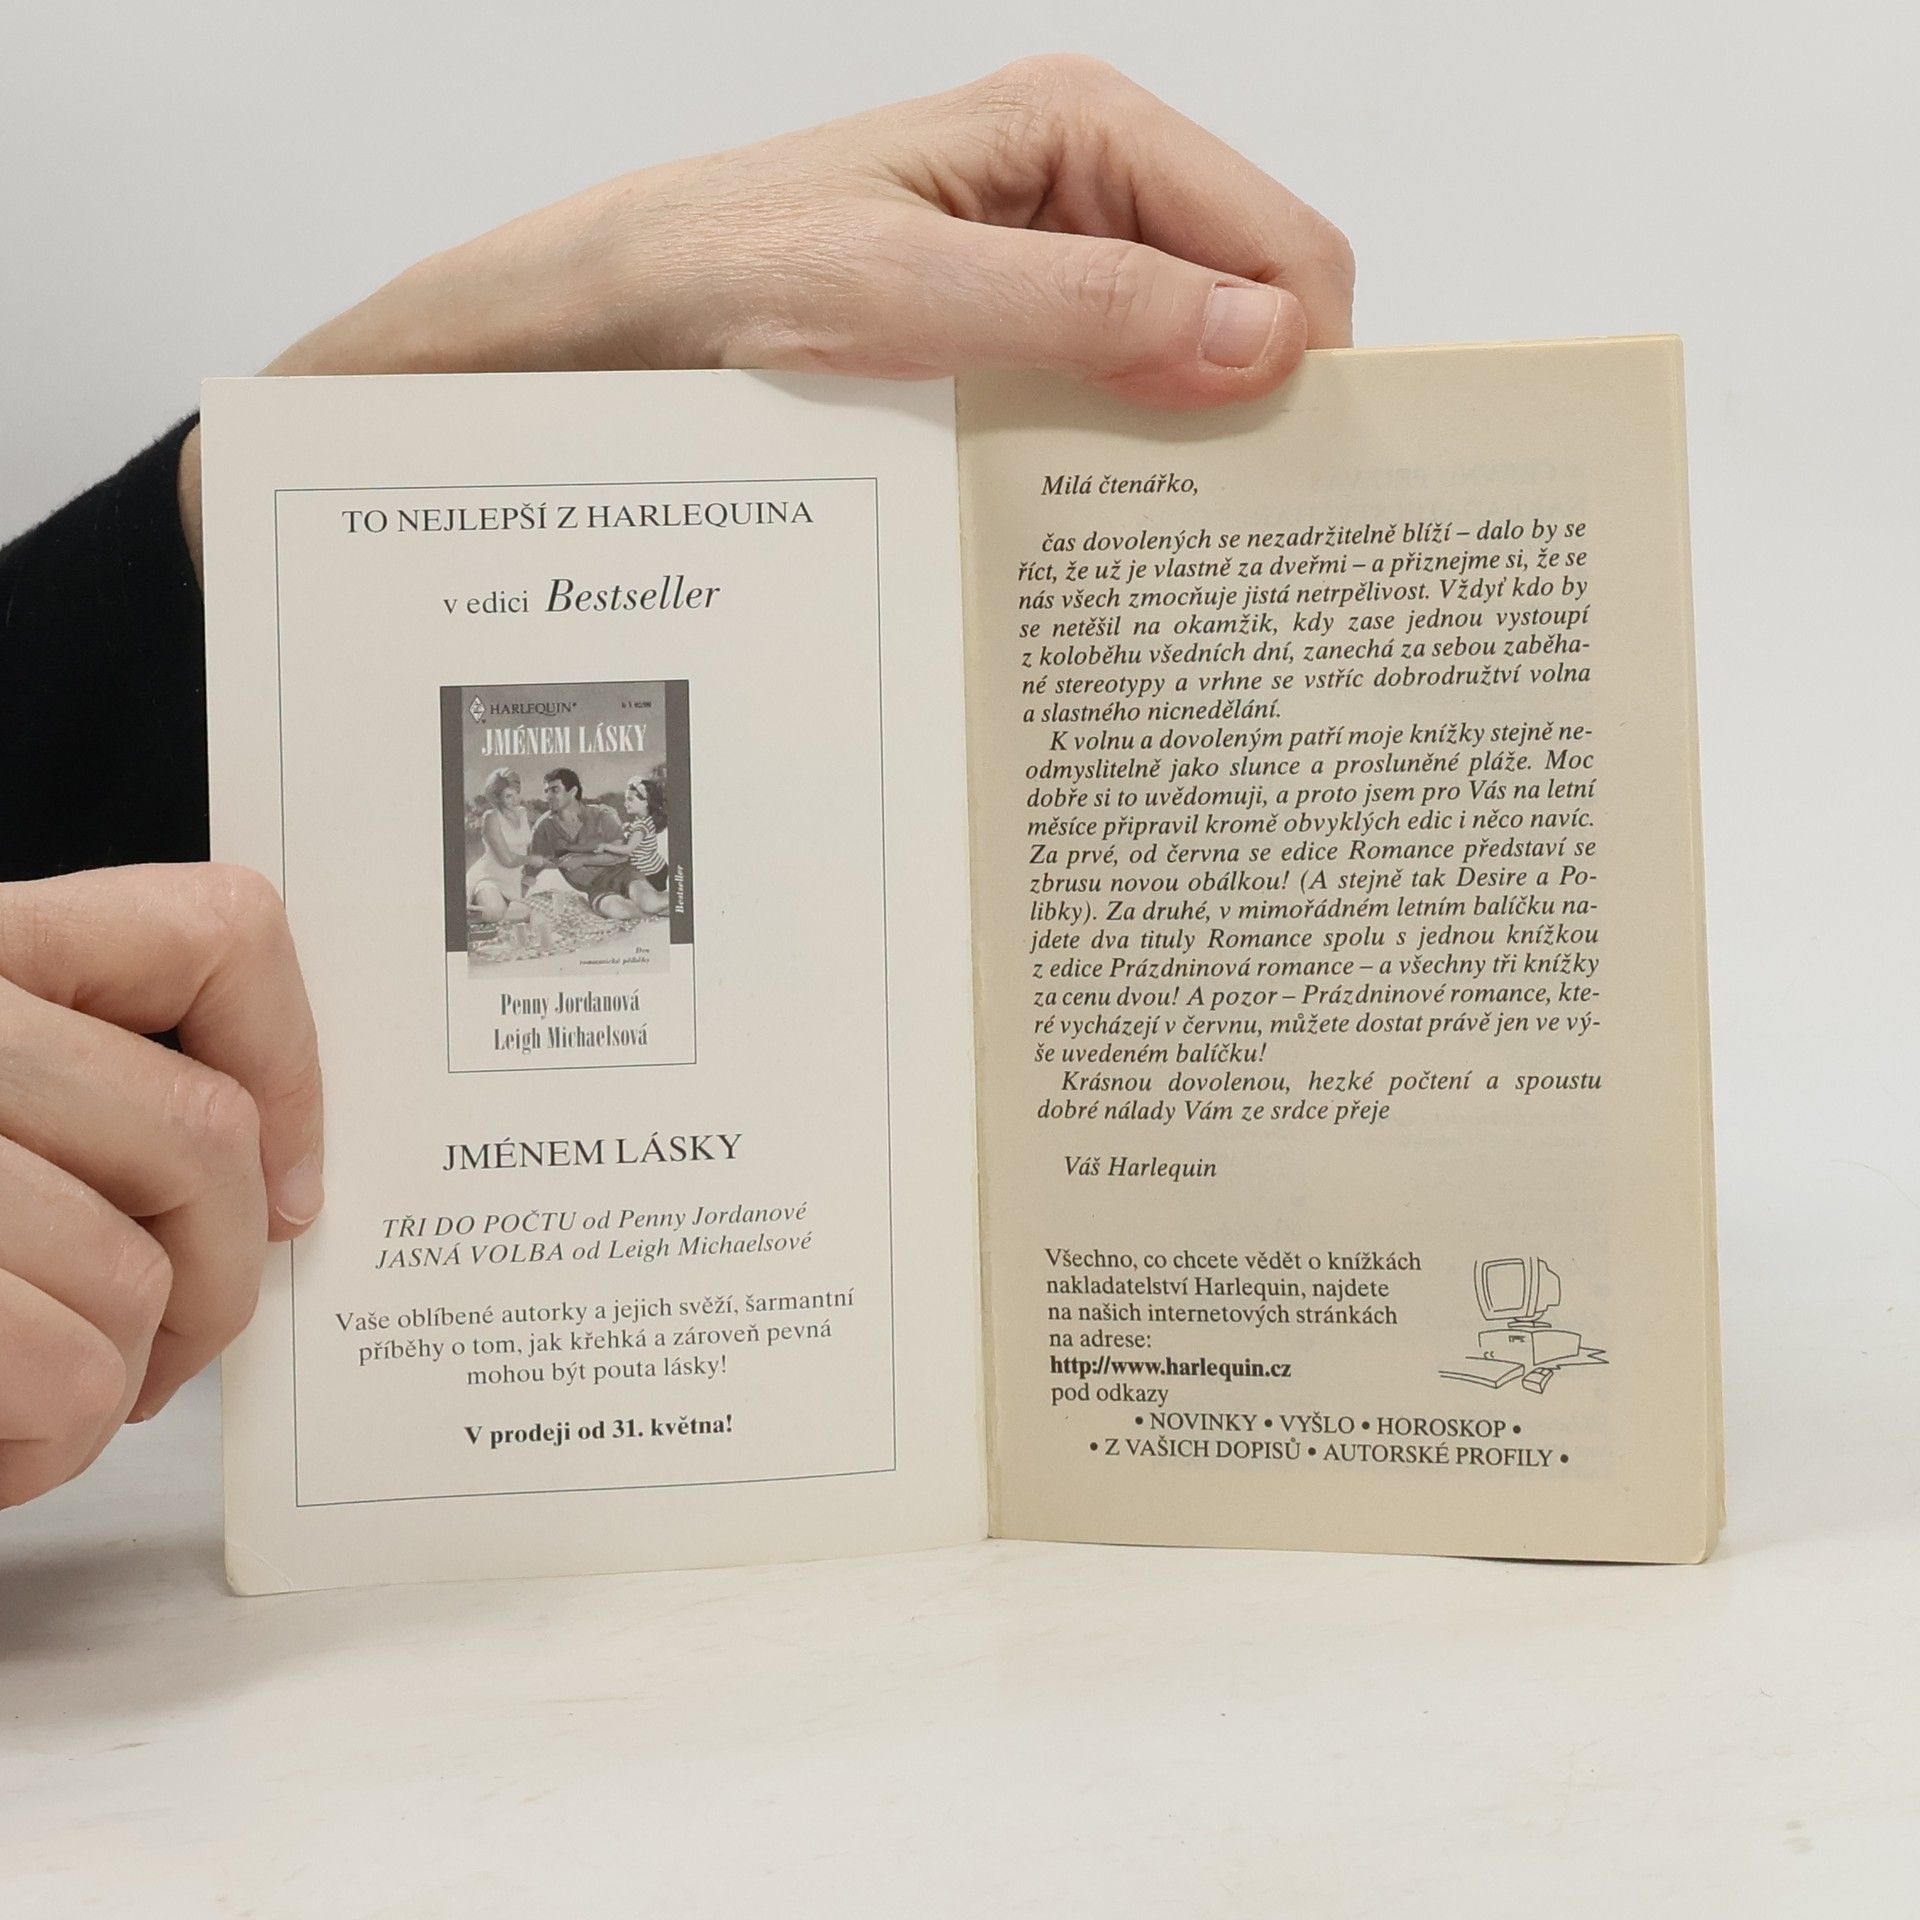 TO NEJLEPŠÍ Z HARLEQUINA
v edici Bestseller
HARLEQUIN®
JMÉNEM LÁSKY
Bestseller
Dva
romantické příběhy
Penny Jordanová
Leigh Michaelsová
JMÉNEM LÁSKY
TŘI DO POČTU od Penny Jordanové
JASNÁ VOLBA od Leigh Michaelsové
Vaše oblíbené autorky a jejich svěží, šarmantní
příběhy o tom, jak křehká a zároveň pevná
mohou být pouta lásky!
V prodeji od 31. května!
Milá čtenářko,
čas dovolených se nezadržitelně blíží – dalo by se
říct, že už je vlastně za dveřmi – a přiznejme si, že se
nás všech zmocňuje jistá netrpělivost. Vždyť kdo by
se netěšil na okamžik, kdy zase jednou vystoupí
z koloběhu všedních dní, zanechá za sebou zaběha-
né stereotypy a vrhne se vstříc dobrodružtví volna
a slastného nicnedělání.
K volnu a dovoleným patří moje knížky stejně ne-
odmyslitelně jako slunce a prosluněné pláže. Moc
dobře si to uvědomuji, a proto jsem pro Vás na letní
měsíce připravil kromě obvyklých edic i něco navíc.
Za prvé, od června se edice Romance představí se
zbrusu novou obálkou! (A stejně tak Desire a Po-
libky). Za druhé, v mimořádném letním balíčku na-
jdete dva tituly Romance spolu s jednou knížkou
z edice Prázdninová romance – a všechny tři knížky
za cenu dvou! A pozor – Prázdninové romance, kte-
ré vycházejí v červnu, můžete dostat právě jen ve vý-
še uvedeném balíčku!
Krásnou dovolenou, hezké počtení a spoustu
dobré nálady Vám ze srdce přeje
Váš Harlequin
Všechno, co chcete vědět o knížkách
nakladatelství Harlequin, najdete
na našich internetových stránkách
na adrese:
http://www.harlequin.cz
pod odkazy
• NOVINKY • VYŠLO • HOROSKOP •
• Z VAŠICH DOPISŮ • AUTORSKÉ PROFILY •